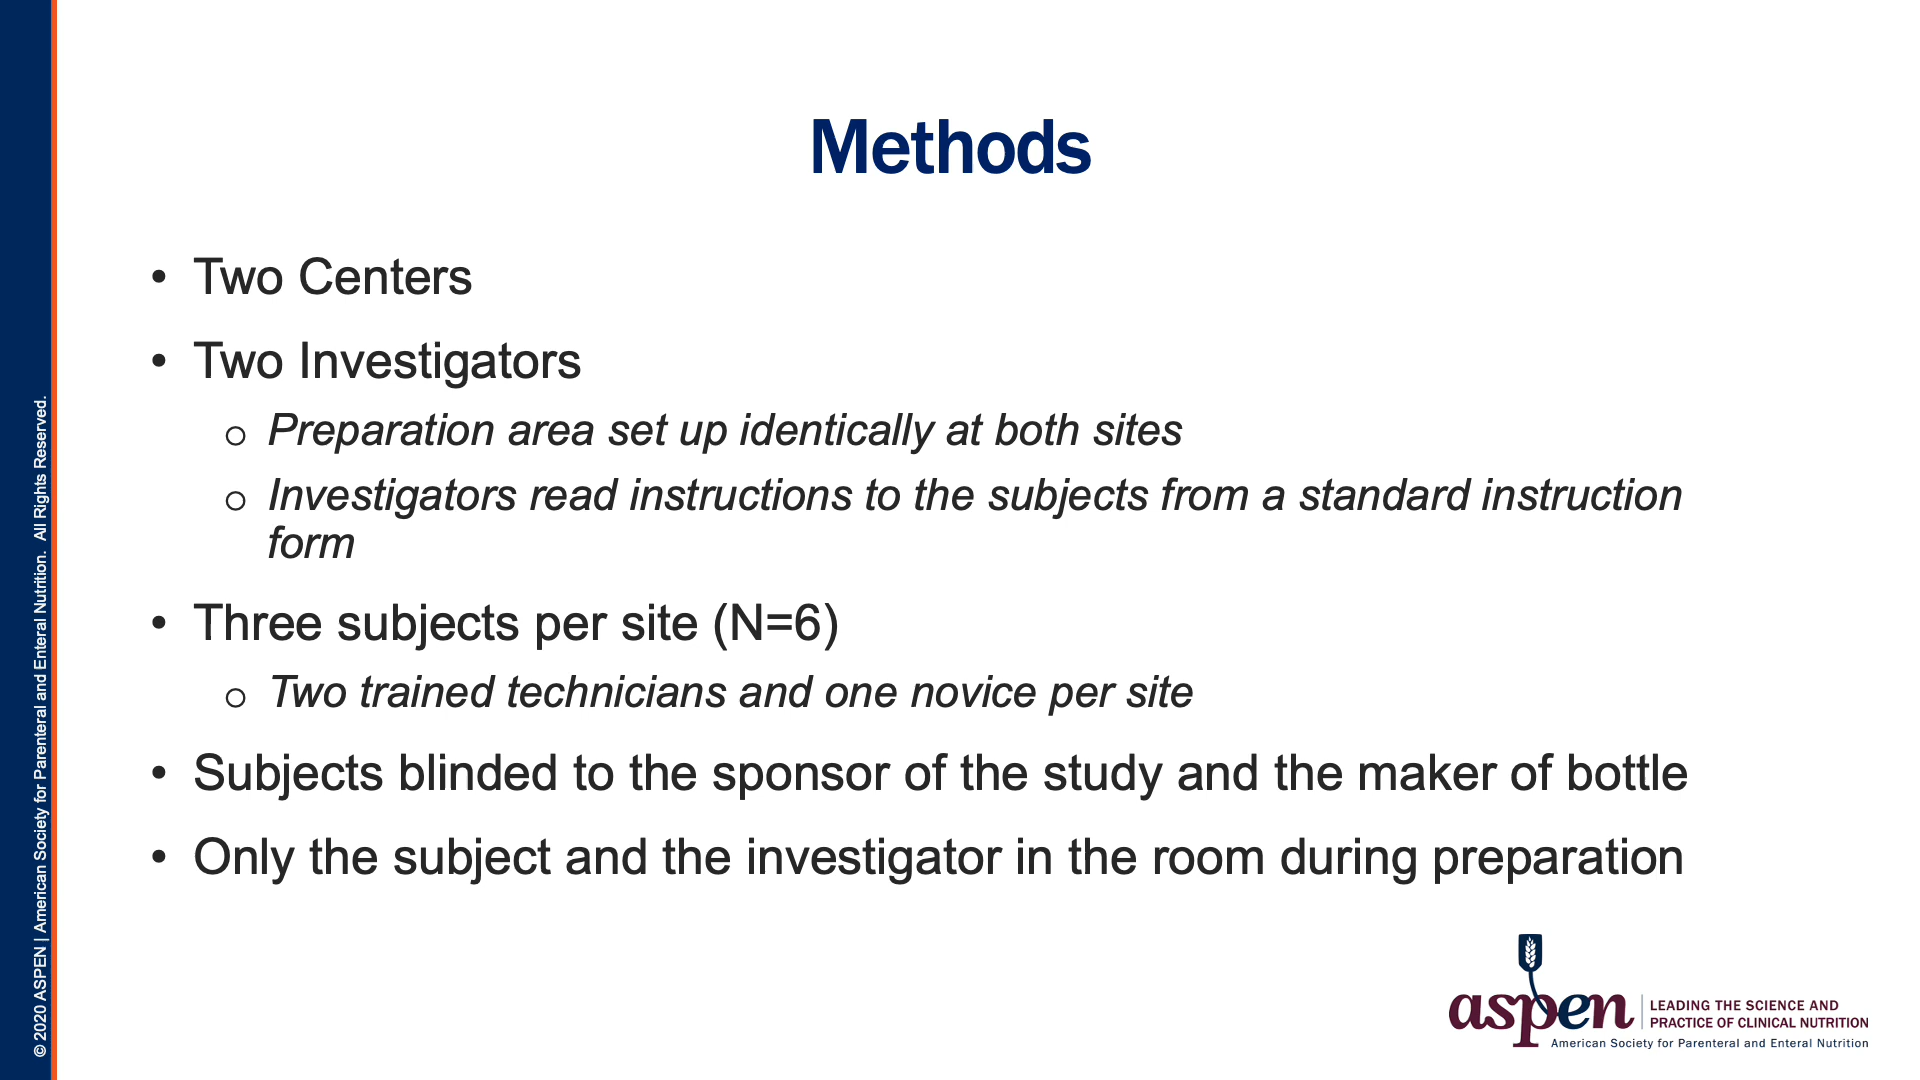 Methods
• Two Centers
• Two Investigators
o Preparation area set up identically at both sites
o Investigators read instructions to the subjects from a standard instruction
form
• Three subjects per site (N=6)
o Two trained technicians and one novice per site
• Subjects blinded to the sponsor of the study and the maker of bottle
• Only the subject and the investigator in the room during preparation
© 2020 ASPEN | American Society for Parenteral and Enteral Nutrition. All Rights Reserved.
aspen
LEADING THE SCIENCE AND
PRACTICE OF CLINICAL NUTRITION
American Society for Parenteral and Enteral Nutrition